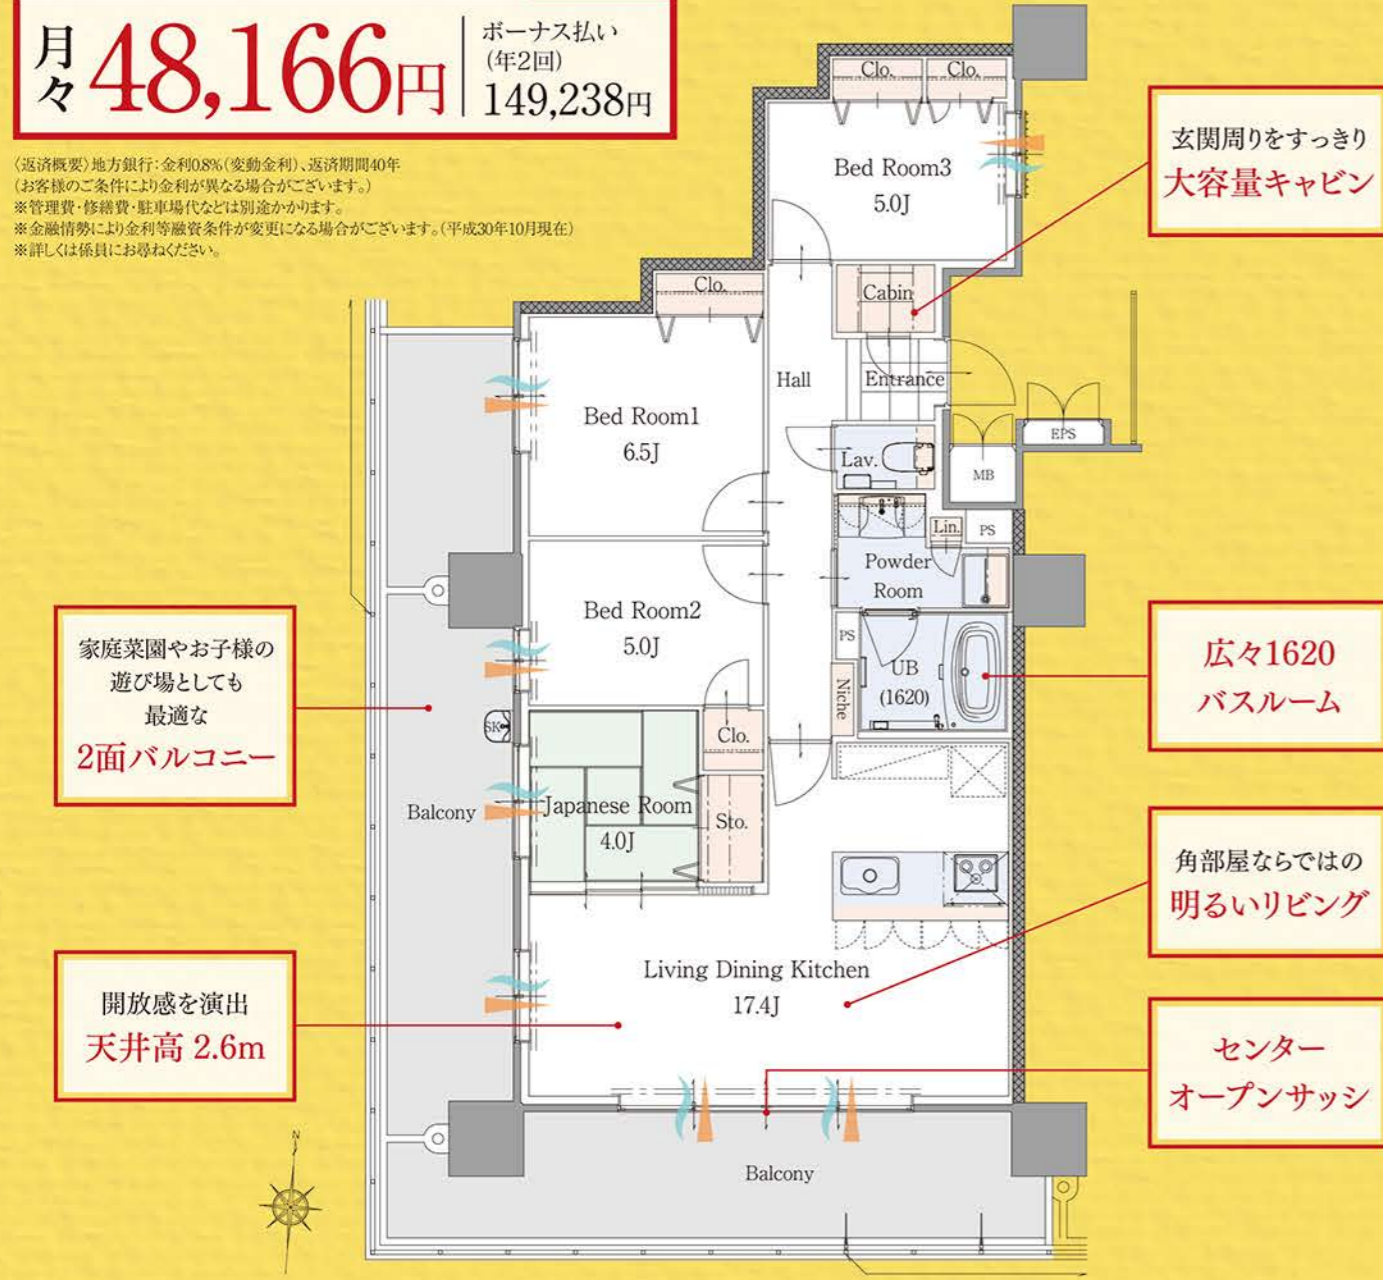 月々 48,166円
ボーナス払い
(年2回)
149,238円
〈返済概要〉地方銀行:金利0.8%(変動金利)、返済期間40年
(お客様のご条件により金利が異なる場合がございます。)
※管理費・修繕費・駐車場代などは別途かかります。
※金融情勢により金利等融資条件が変更になる場合がございます。(平成30年10月現在)
※詳しくは係員にお尋ねください。
Clo.
Clo.
Bed Room3
5.0J
玄関周りをすっきり
大容量キャビン
Clo.
Cabin
Hall
Entrance
Bed Room1
6.5J
EPS
Lav.
MB
Lin.
PS
Powder
Room
Bed Room2
5.0J
PS
UB
(1620)
Niche
広々1620
バスルーム
家庭菜園やお子様の
遊び場としても
最適な
2面バルコニー
SK
Clo.
Balcony
Japanese Room
4.0J
Sto.
角部屋ならではの
明るいリビング
Living Dining Kitchen
17.4J
開放感を演出
天井高 2.6m
センター
オープンサッシ
Balcony
N